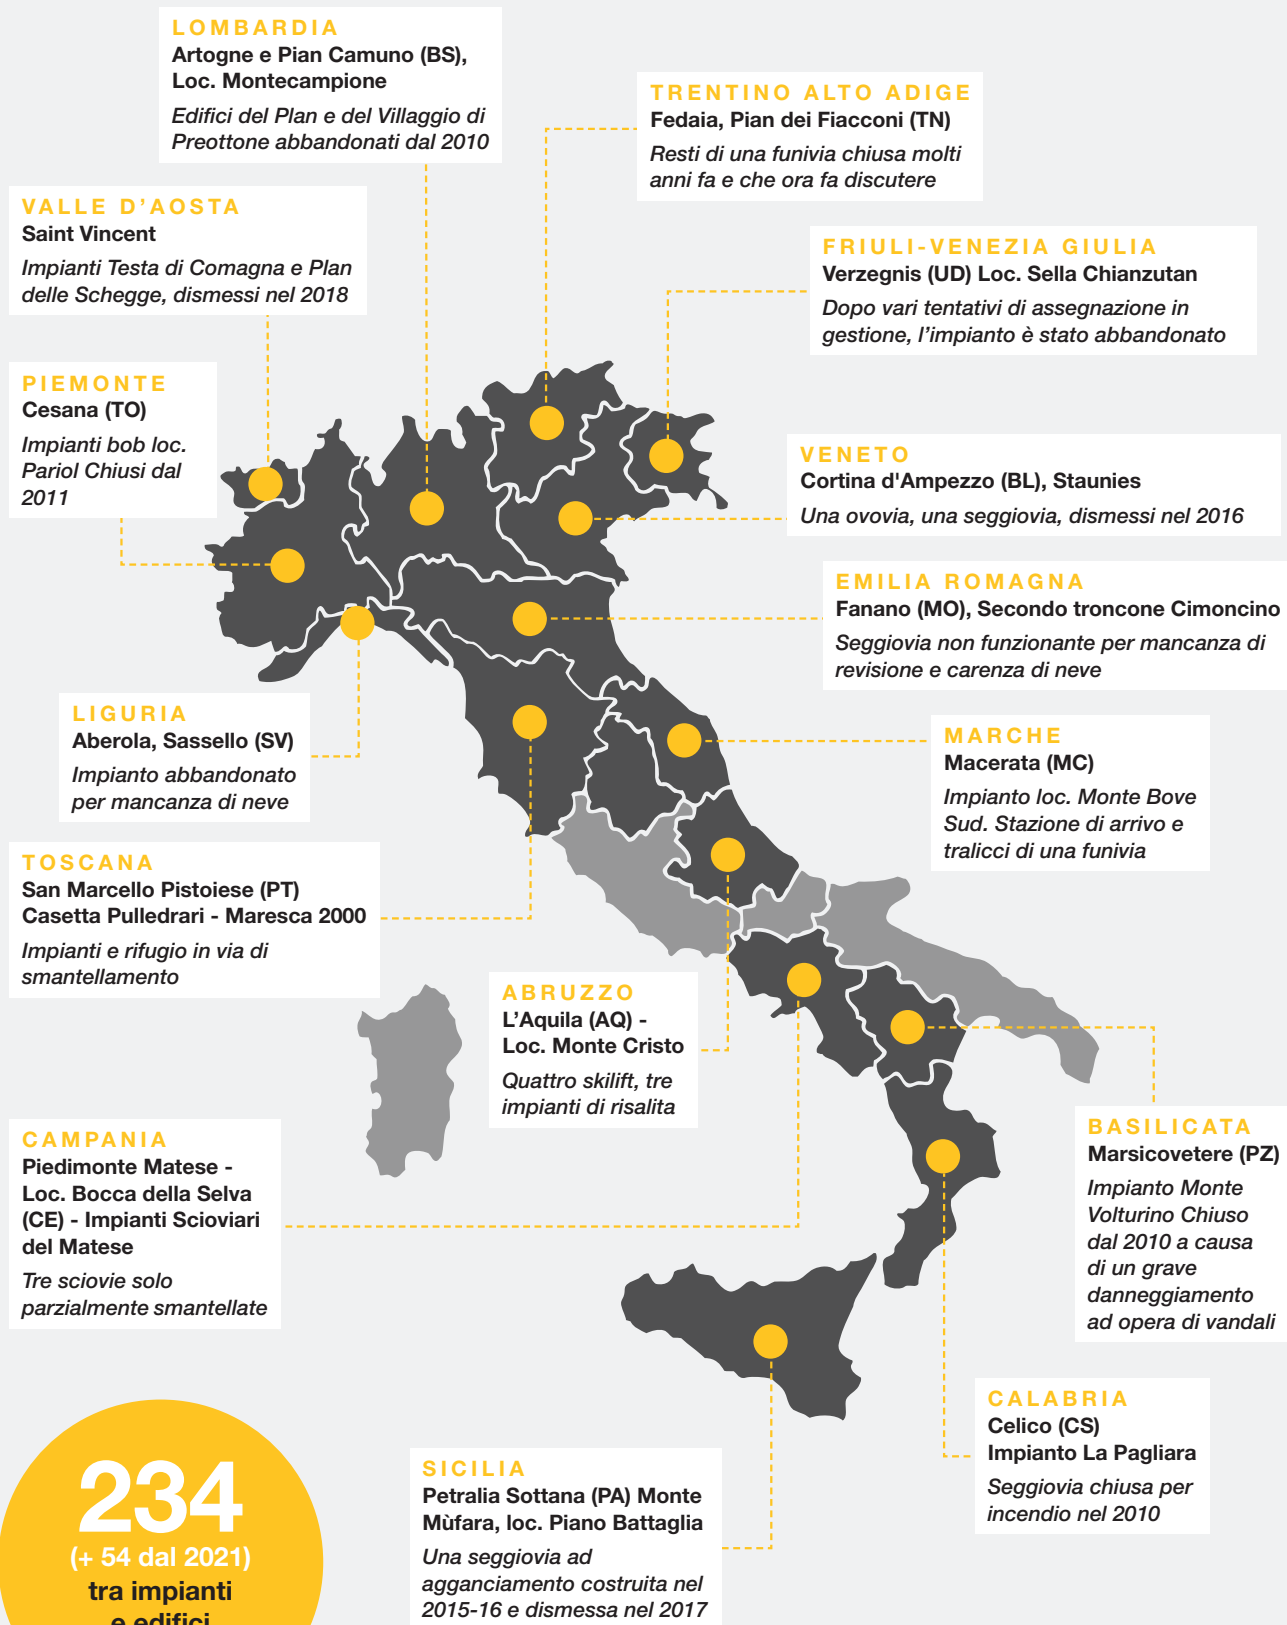 LOMBARDIA
Artogne e Pian Camuno (BS),
Loc. Montecampione
Edifici del Plan e del Villaggio di
Preottone abbandonati dal 2010
TRENTINO ALTO ADIGE
Fedaia, Pian dei Fiacconi (TN)
Resti di una funivia chiusa molti
anni fa e che ora fa discutere
VALLE D'AOSTA
Saint Vincent
Impianti Testa di Comagna e Plan
delle Schegge, dismessi nel 2018
FRIULI-VENEZIA GIULIA
Verzegnis (UD) Loc. Sella Chianzutan
Dopo vari tentativi di assegnazione in
gestione, l'impianto è stato abbandonato
PIEMONTE
Cesana (TO)
Impianti bob loc.
Pariol Chiusi dal
2011
VENETO
Cortina d'Ampezzo (BL), Staunies
Una ovovia, una seggiovia, dismessi nel 2016
EMILIA ROMAGNA
Fanano (MO), Secondo troncone Cimoncino
Seggiovia non funzionante per mancanza di
revisione e carenza di neve
LIGURIA
Aberola, Sassello (SV)
Impianto abbandonato
per mancanza di neve
MARCHE
Macerata (MC)
Impianto loc. Monte Bove
Sud. Stazione di arrivo e
tralicci di una funivia
TOSCANA
San Marcello Pistoiese (PT)
Casetta Pulledrari - Maresca 2000
Impianti e rifugio in via di
smantellamento
ABRUZZO
L'Aquila (AQ) -
Loc. Monte Cristo
Quattro skilift, tre
impianti di risalita
CAMPANIA
Piedimonte Matese -
Loc. Bocca della Selva
(CE) - Impianti Scioviari
del Matese
Tre sciovie solo
parzialmente smantellate
BASILICATA
Marsicovetere (PZ)
Impianto Monte
Volturino Chiuso
dal 2010 a causa
di un grave
danneggiamento
ad opera di vandali
CALABRIA
Celico (CS)
Impianto La Pagliara
Seggiovia chiusa per
incendio nel 2010
SICILIA
Petralia Sottana (PA) Monte
Mùfara, loc. Piano Battaglia
Una seggiovia ad
agganciamento costruita nel
2015-16 e dismessa nel 2017
234
(+ 54 dal 2021)
tra impianti
e edifici